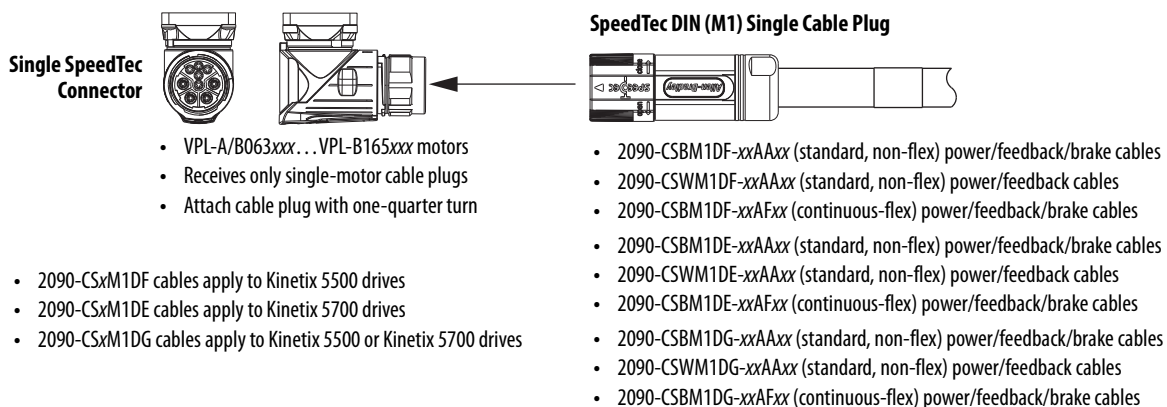 SpeedTec DIN (M1) Single Cable Plug
Single SpeedTec
Connector
Allen-Bradley
• VPL-A/B063xxx…VPL-B165xxx motors
• Receives only single-motor cable plugs
• Attach cable plug with one-quarter turn
• 2090-CSxM1DF cables apply to Kinetix 5500 drives
• 2090-CSxM1DE cables apply to Kinetix 5700 drives
• 2090-CSxM1DG cables apply to Kinetix 5500 or Kinetix 5700 drives
• 2090-CSBM1DF-xxAAxx (standard, non-flex) power/feedback/brake cables
• 2090-CSWM1DF-xxAAxx (standard, non-flex) power/feedback cables
• 2090-CSBM1DF-xxAFxx (continuous-flex) power/feedback/brake cables
• 2090-CSBM1DE-xxAAxx (standard, non-flex) power/feedback/brake cables
• 2090-CSWM1DE-xxAAxx (standard, non-flex) power/feedback cables
• 2090-CSBM1DE-xxAFxx (continuous-flex) power/feedback/brake cables
• 2090-CSBM1DG-xxAAxx (standard, non-flex) power/feedback/brake cables
• 2090-CSWM1DG-xxAAxx (standard, non-flex) power/feedback cables
• 2090-CSBM1DG-xxAFxx (continuous-flex) power/feedback/brake cables